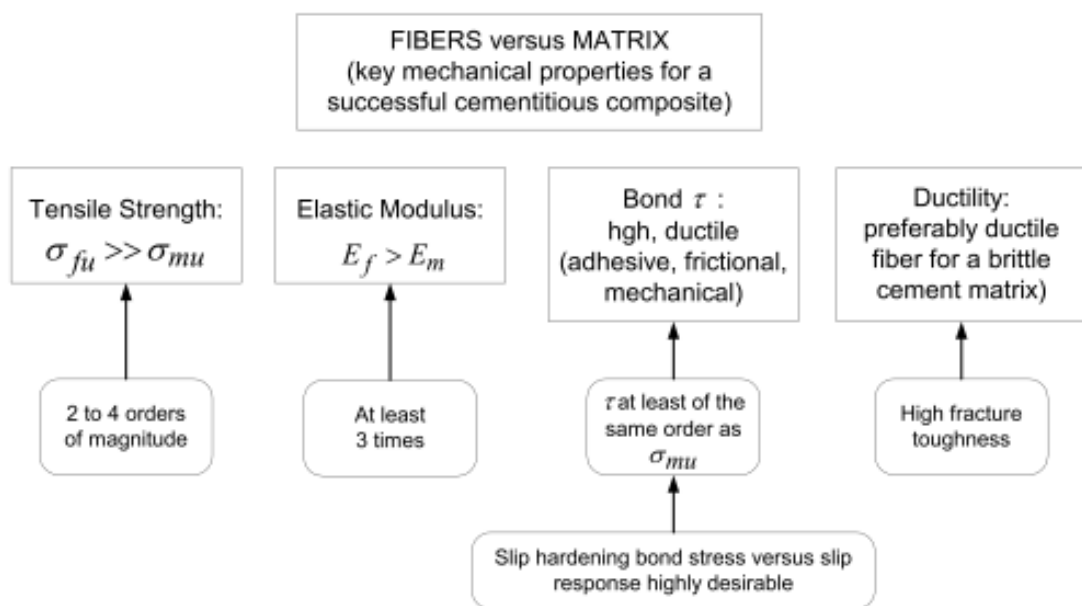 FIBERS versus MATRIX
(key mechanical properties for a
successful cementitious composite)
Tensile Strength:
σfu >> σmu
Elastic Modulus:
Ef > Em
Bond τ :
hgh, ductile
(adhesive, frictional,
mechanical)
Ductility:
preferably ductile
fiber for a brittle
cement matrix)
2 to 4 orders
of magnitude
At least
3 times
τ at least of the
same order as
σmu
High fracture
toughness
Slip hardening bond stress versus slip
response highly desirable